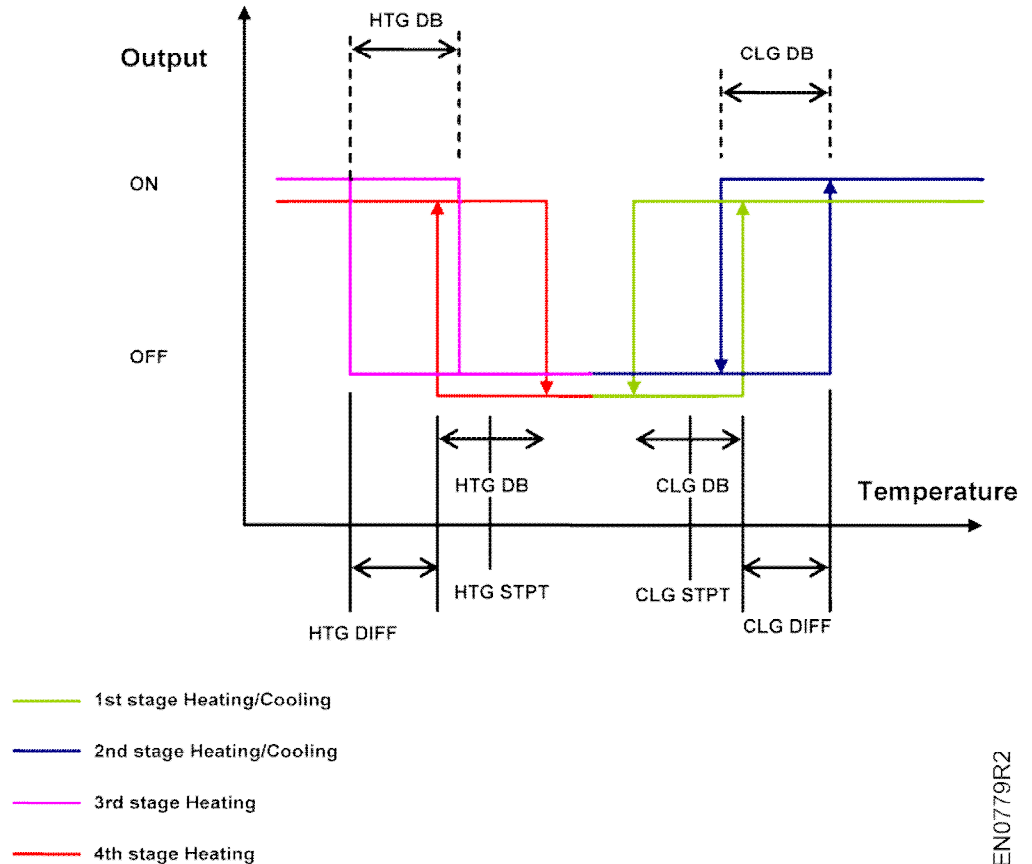 HTG DB
Output
CLG DB
ON
OFF
HTG DB
CLG DB
Temperature
HTG STPT
CLG STPT
HTG DIFF
CLG DIFF
1st stage Heating/Cooling
2nd stage Heating/Cooling
3rd stage Heating
4th stage Heating
EN0779R2